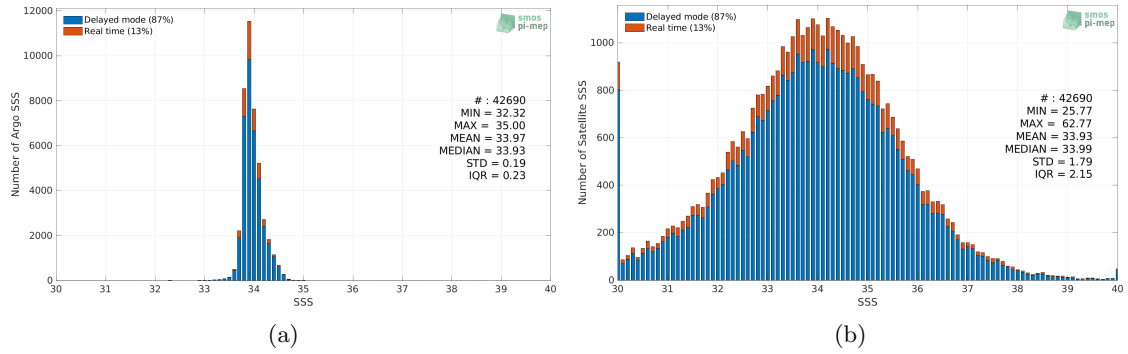 Delayed mode (87%)
Real time (13%)
smos
pi-mep
# : 42690
MIN = 32.32
MAX = 35.00
MEAN = 33.97
MEDIAN = 33.93
STD = 0.19
IQR = 0.23
Number of Argo SSS
12000
10000
8000
6000
4000
2000
0
30 31 32 33 34 35 36 37 38 39 40
SSS
(a)
Delayed mode (87%)
Real time (13%)
smos
pi-mep
# : 42690
MIN = 25.77
MAX = 62.77
MEAN = 33.93
MEDIAN = 33.99
STD = 1.79
IQR = 2.15
Number of Satellite SSS
1000
800
600
400
200
0
30 31 32 33 34 35 36 37 38 39 40
SSS
(b)